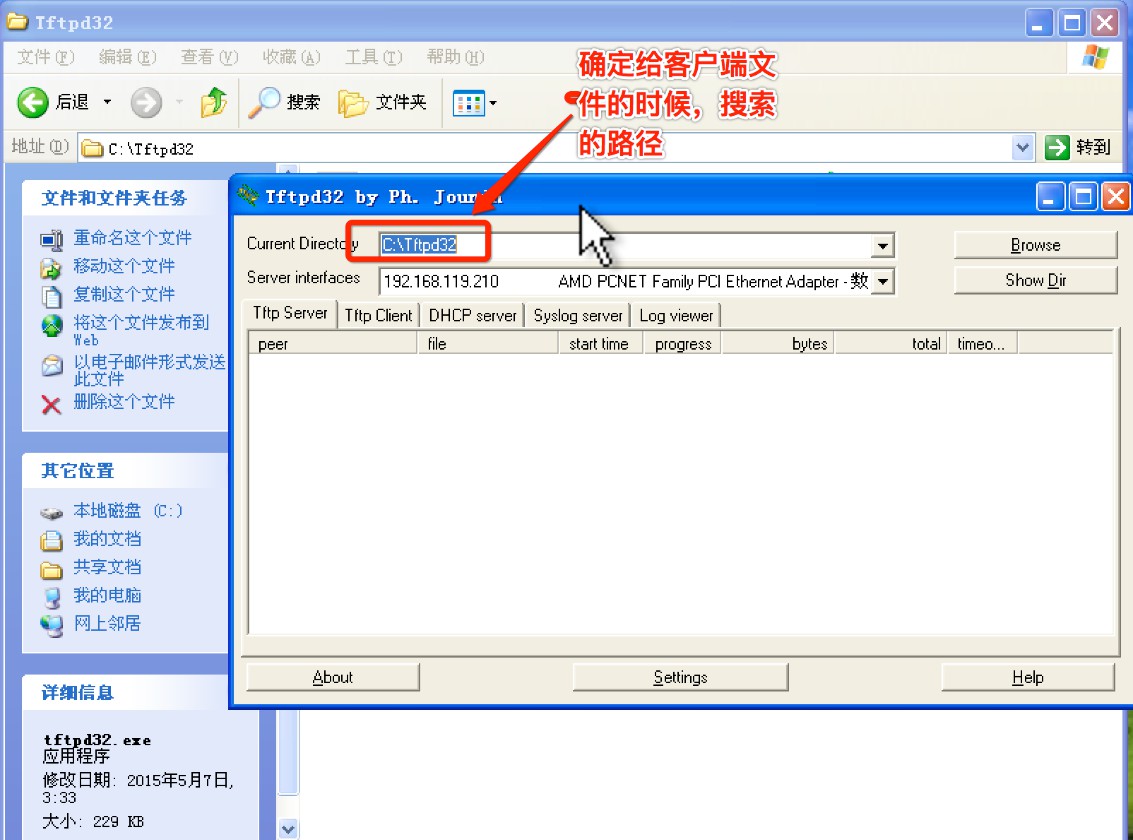 Tftpd32
文件(F) 编辑(E) 查看(V) 收藏(A) 工具(T) 帮助(H)
后退 搜索 文件夹
地址(D) C:\Tftpd32 转到
确定给客户端文
件的时候，搜索
的路径
文件和文件夹任务
重命名这个文件
移动这个文件
复制这个文件
将这个文件发布到
Web
以电子邮件形式发送
此文件
删除这个文件
其它位置
本地磁盘 (C:)
我的文档
共享文档
我的电脑
网上邻居
详细信息
tftpd32.exe
应用程序
修改日期: 2015年5月7日,
3:33
大小: 229 KB
Tftpd32 by Ph. Joun
Current Directory C:\Tftpd32 Browse
Server interfaces 192.168.119.210 AMD PCNET Family PCI Ethernet Adapter - 数 Show Dir
Tftp Server Tftp Client DHCP server Syslog server Log viewer
peer file start time progress bytes total timeo...
About Settings Help